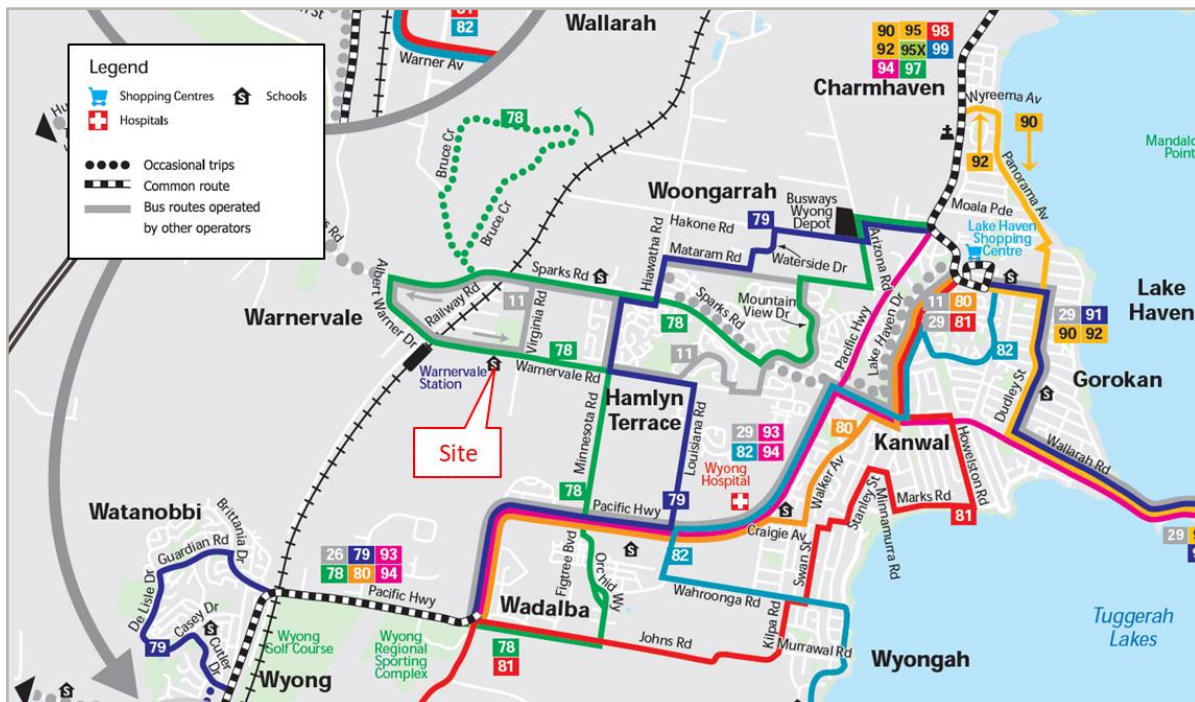 Wallarah
81
82
Warner Av
90 95 98
92 95X 99
94 97
Charmhaven
Legend
Shopping Centres
Schools
Hospitals
Occasional trips
Common route
Bus routes operated
by other operators
78
Bruce Cr
Bruce Cr
Wyreema Av
90
92
Panorama Av
Mandalo
Point
Woongarrah
Busways
Wyong
Depot
79
Hakone Rd
Mataram Rd
Waterside Dr
Hiawatha Rd
Arizona Rd
Moala Pde
Lake Haven
Shopping
Centre
Albert Warner Dr
Sparks Rd
Railway Rd
11
Virginia Rd
Sparks Rd
78
Mountain
View Dr
Pacific Hwy
Lake Haven Dr
11 80
29 81
82
29 91
90 92
Lake
Haven
Warnervale
Warnervale
Station
78
Warnervale Rd
11
Site
Hamlyn
Terrace
Minnesota Rd
Louisiana Rd
29 93
82 94
Wyong
Hospital
80
Walker Av
Kanwal
Dudley St
Gorokan
Wallarah Rd
Howelston Rd
Stanley St
Minnamurra Rd
Marks Rd
81
78
79
Pacific Hwy
Craigie Av
Swan St
82
29
Watanobbi
Brittania Dr
Guardian Rd
De Lisle Dr
Casey Dr
Cutler Dr
79
26 79 93
78 80 94
Pacific Hwy
Figtree Bvd
Orchid Wy
Wadalba
Wahroonga Rd
Kilpa Rd
Murrawal Rd
Johns Rd
78
81
Wyong
Golf Course
Wyong
Regional
Sporting
Complex
Wyong
Wyongah
Tuggerah
Lakes